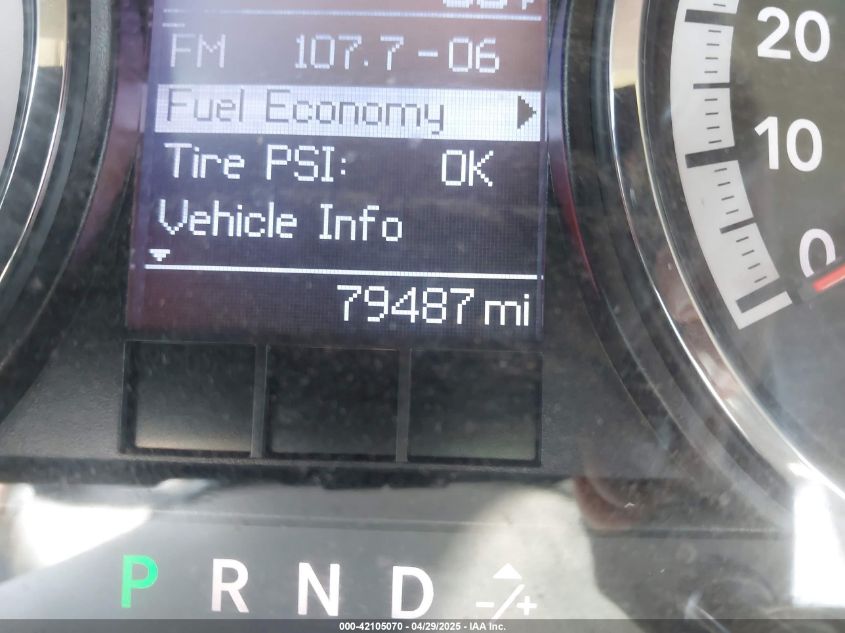 FM 107.7-06
Fuel Economy
Tire PSI: OK
Vehicle Info
79487 mi
20
10
0
P R N D -/+
000-42105070 - 04/29/2025 - IAA Inc.